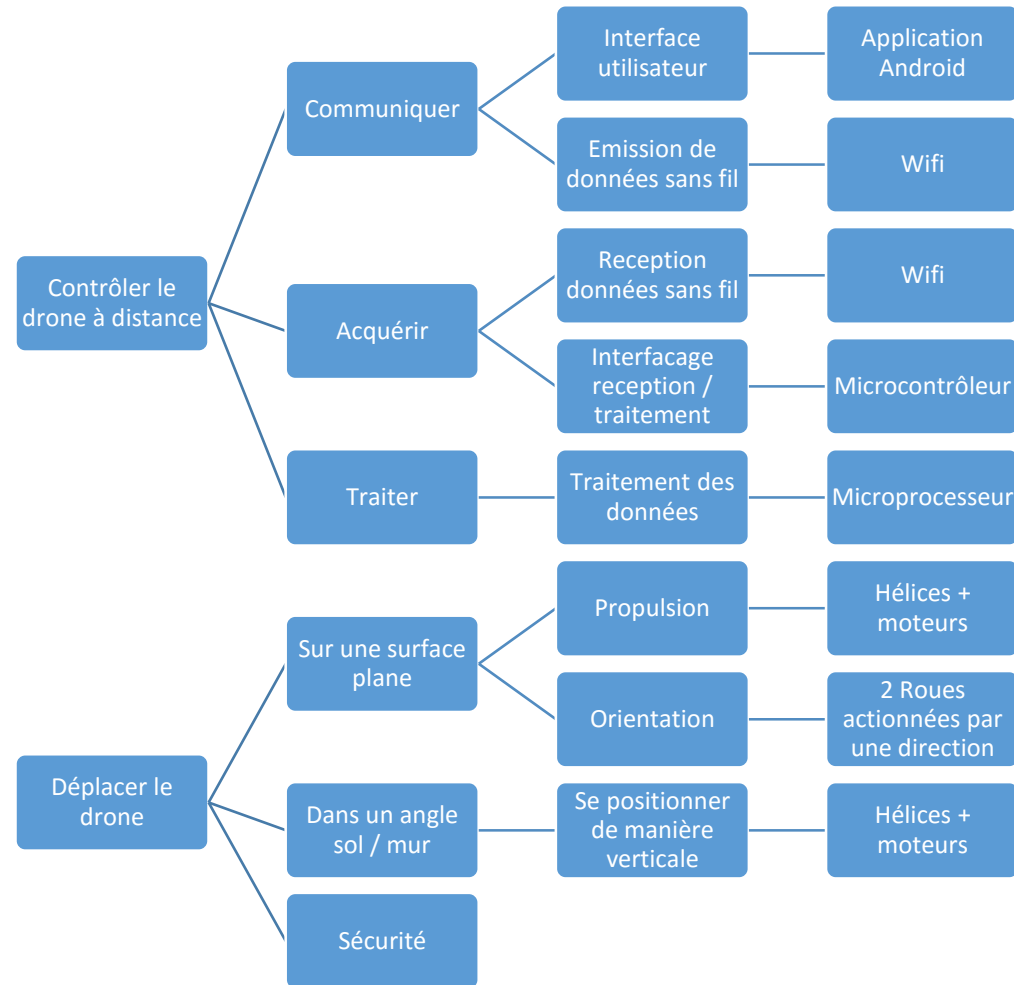 Interface
utilisateur
Application
Android
Communiquer
Emission de
données sans fil
Wifi
Contrôler le
drone à distance
Reception
données sans fil
Wifi
Acquérir
Interfacage
reception /
traitement
Microcontrôleur
Traiter
Traitement des
données
Microprocesseur
Propulsion
Hélices +
moteurs
Sur une surface
plane
Orientation
2 Roues
actionnées par
une direction
Déplacer le
drone
Dans un angle
sol / mur
Se positionner
de manière
verticale
Hélices +
moteurs
Sécurité